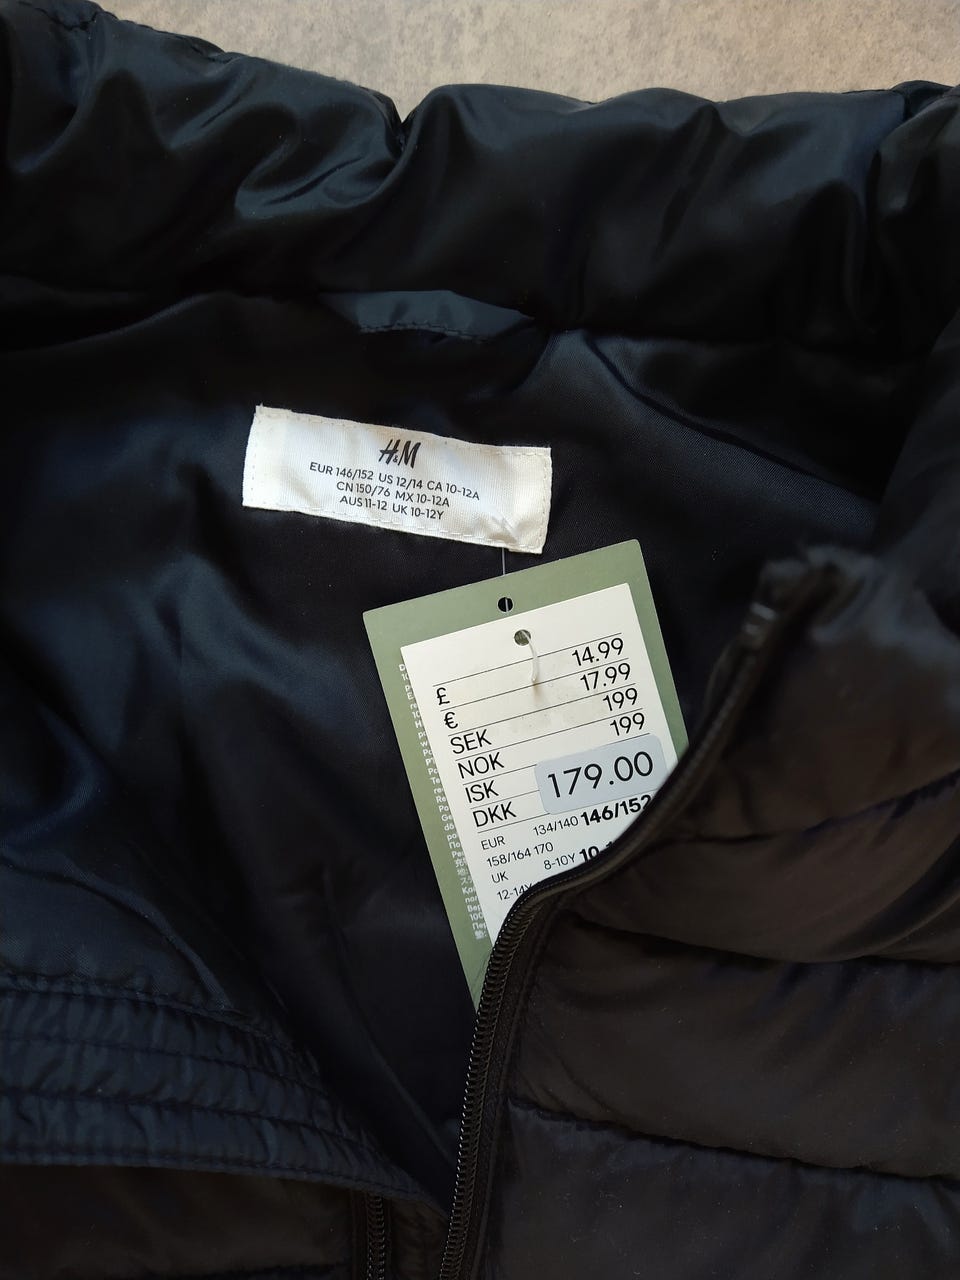 H&M
EUR 146/152 US 12/14 CA 10-12A
CN 150/76 MX 10-12A
AUS 11-12 UK 10-12Y
£ 14.99
€ 17.99
SEK 199
NOK 199
ISK
DKK
179.00
EUR 134/140 146/152
158/164 170
UK 8-10Y
12-14Y